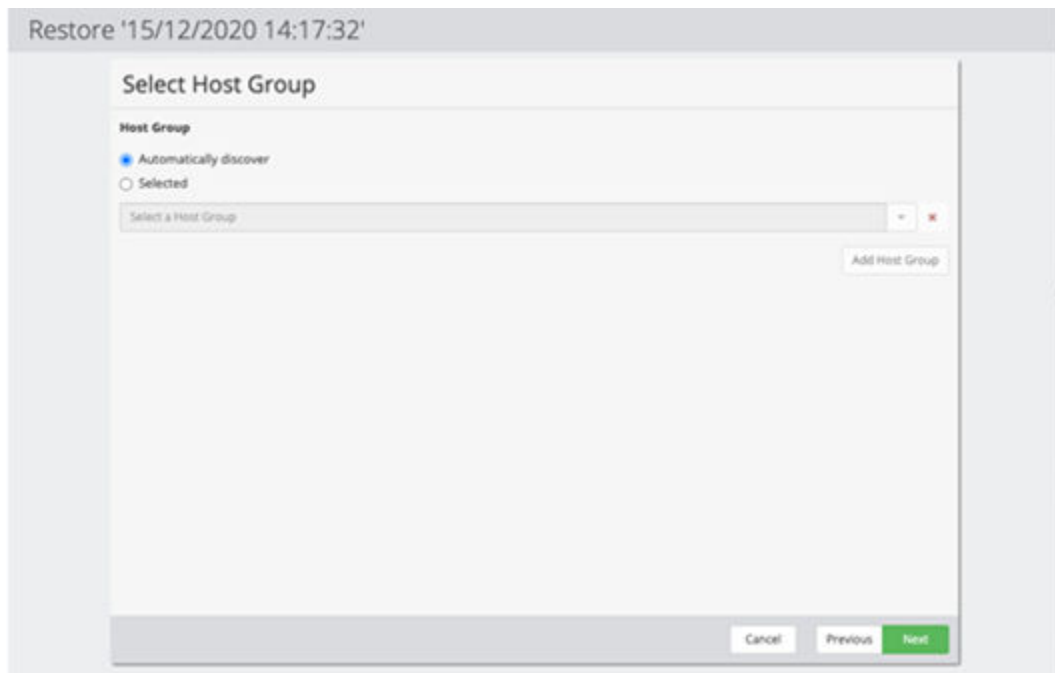 Restore '15/12/2020 14:17:32'
Select Host Group
Host Group
Automatically discover
Selected
Select a Host Group
Add Host Group
Cancel Previous Next